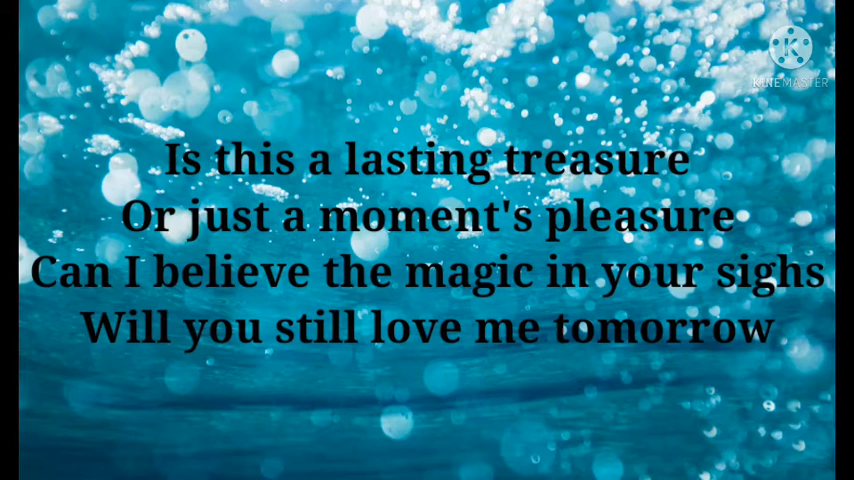 KINEMASTER
Is this a lasting treasure
Or just a moment's pleasure
Can I believe the magic in your sighs
Will you still love me tomorrow